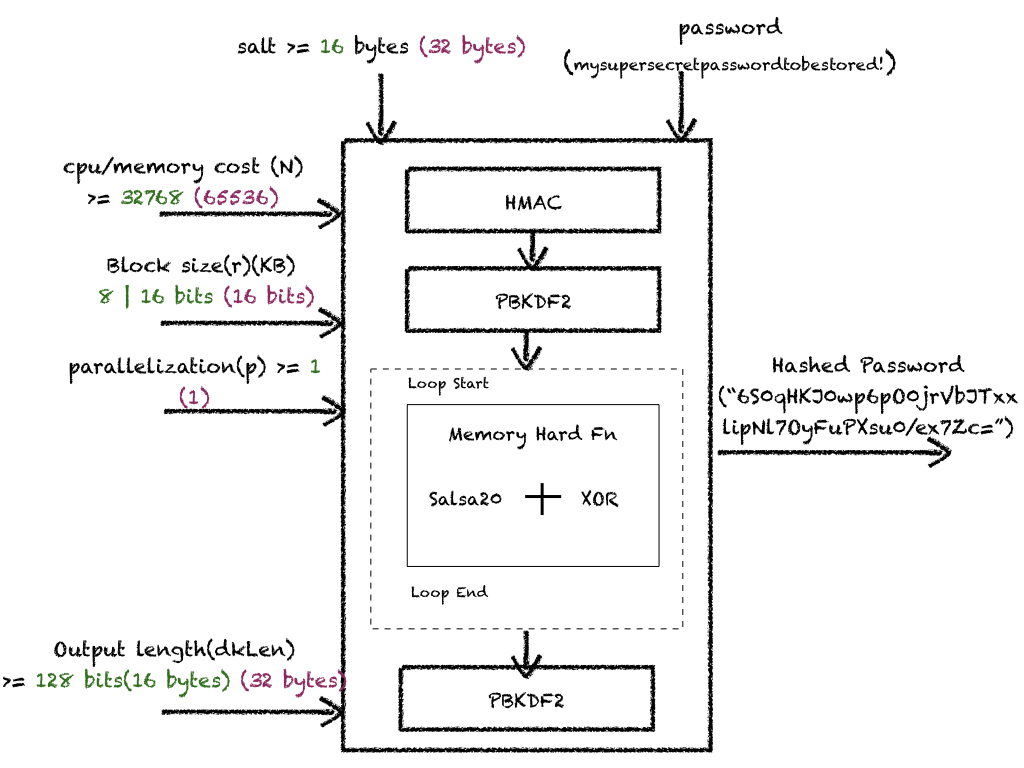 salt >= 16 bytes (32 bytes)
password
(mysupersecretpasswordtobestored!)
cpu/memory cost (N)
>= 32768 (65536)
HMAC
Block size(r)(KB)
8 | 16 bits (16 bits)
PBKDF2
parallelization(p) >= 1
(1)
Loop Start
Memory Hard Fn
Salsa20 + XOR
Loop End
Hashed Password
("6S0qHKJ0wp6pO0jrVbJTxx
lipNl7OyFuPXsu0/ex7Zc=")
Output length(dkLen)
>= 128 bits(16 bytes) (32 bytes)
PBKDF2